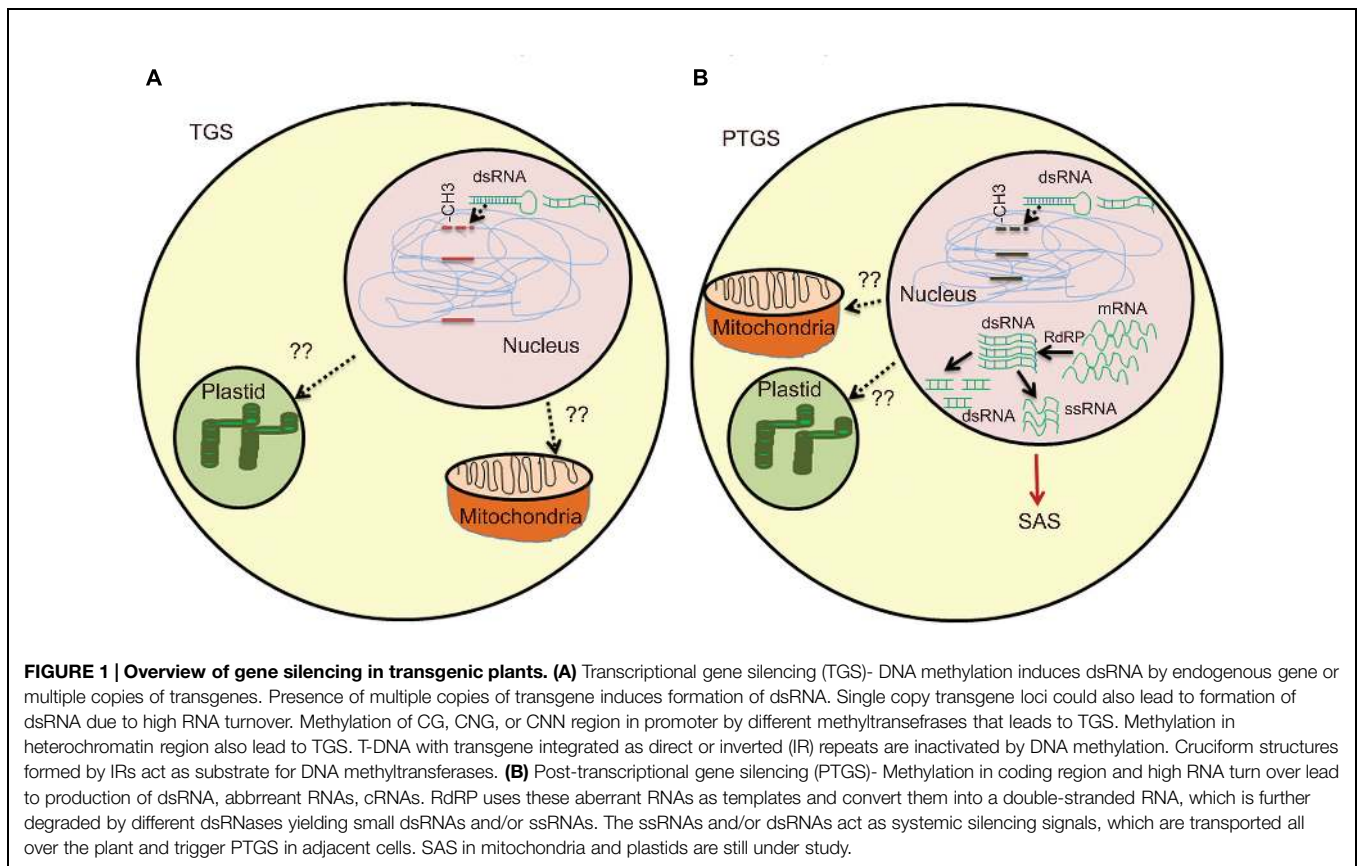 A
TGS
-CH3
dsRNA
Nucleus
??
Plastid
??
Mitochondria
B
PTGS
-CH3
dsRNA
??
Nucleus
Mitochondria
mRNA
dsRNA
RdRP
Plastid
??
dsRNA
ssRNA
SAS
FIGURE 1 | Overview of gene silencing in transgenic plants. (A) Transcriptional gene silencing (TGS)- DNA methylation induces dsRNA by endogenous gene or
multiple copies of transgenes. Presence of multiple copies of transgene induces formation of dsRNA. Single copy transgene loci could also lead to formation of
dsRNA due to high RNA turnover. Methylation of CG, CNG, or CNN region in promoter by different methyltransefrases that leads to TGS. Methylation in
heterochromatin region also lead to TGS. T-DNA with transgene integrated as direct or inverted (IR) repeats are inactivated by DNA methylation. Cruciform structures
formed by IRs act as substrate for DNA methyltransferases. (B) Post-transcriptional gene silencing (PTGS)- Methylation in coding region and high RNA turn over lead
to production of dsRNA, abbrreant RNAs, cRNAs. RdRP uses these aberrant RNAs as templates and convert them into a double-stranded RNA, which is further
degraded by different dsRNases yielding small dsRNAs and/or ssRNAs. The ssRNAs and/or dsRNAs act as systemic silencing signals, which are transported all
over the plant and trigger PTGS in adjacent cells. SAS in mitochondria and plastids are still under study.